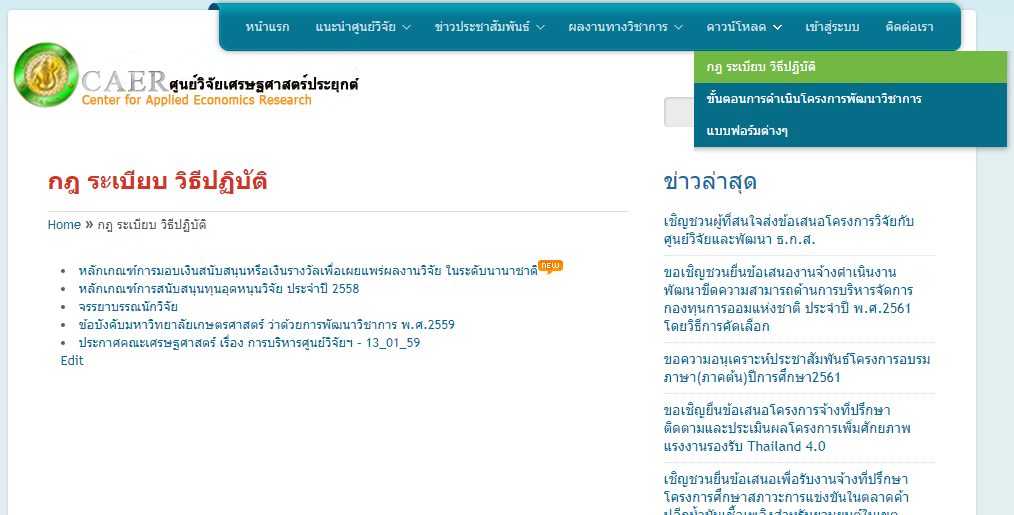 หน้าแรก แนะนำศูนย์วิจัย ข่าวประชาสัมพันธ์ ผลงานทางวิชาการ ดาวน์โหลด เข้าสู่ระบบ ติดต่อเรา
กฎ ระเบียบ วิธีปฏิบัติ
ขั้นตอนการดำเนินโครงการพัฒนาวิชาการ
แบบฟอร์มต่างๆ
CAER ศูนย์วิจัยเศรษฐศาสตร์ประยุกต์
Center for Applied Economics Research
กฎ ระเบียบ วิธีปฏิบัติ
Home » กฎ ระเบียบ วิธีปฏิบัติ
หลักเกณฑ์การมอบเงินสนับสนุนหรือเงินรางวัลเพื่อเผยแพร่ผลงานวิจัย ในระดับนานาชาติ NEW
หลักเกณฑ์การสนับสนุนทุนอุดหนุนวิจัย ประจำปี 2558
จรรยาบรรณนักวิจัย
ข้อบังคับมหาวิทยาลัยเกษตรศาสตร์ ว่าด้วยการพัฒนาวิชาการ พ.ศ.2559
ประกาศคณะเศรษฐศาสตร์ เรื่อง การบริหารศูนย์วิจัยฯ – 13_01_59
Edit
ข่าวล่าสุด
เชิญชวนผู้ที่สนใจส่งข้อเสนอโครงการวิจัยกับ
ศูนย์วิจัยและพัฒนา ธ.ก.ส.
ขอเชิญชวนยื่นข้อเสนองานจ้างดำเนินงาน
พัฒนาขีดความสามารถด้านการบริหารจัดการ
กองทุนการออมแห่งชาติ ประจำปี พ.ศ.2561
โดยวิธีการคัดเลือก
ขอความอนุเคราะห์ประชาสัมพันธ์โครงการอบรม
ภาษา(ภาคต้น)ปีการศึกษา2561
ขอเชิญยื่นข้อเสนอโครงการจ้างที่ปรึกษา
ติดตามและประเมินผลโครงการเพิ่มศักยภาพ
แรงงานรองรับ Thailand 4.0
เชิญชวนยื่นข้อเสนอเพื่อรับงานจ้างที่ปรึกษา
โครงการศึกษาสภาวะการแข่งขันในตลาดค้า
ปลีกน้ำมันเชื้อเพลิงสำหรับยานยนต์ในเขต